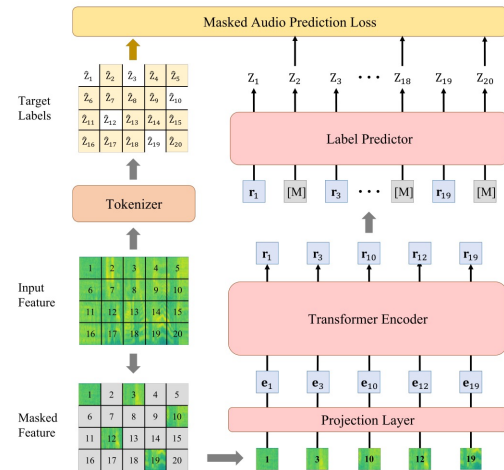 Masked Audio Prediction Loss
Target
Labels
Ẑ1 Ẑ2 Ẑ3 Ẑ4 Ẑ5
Ẑ6 Ẑ7 Ẑ8 Ẑ9 Ẑ10
Ẑ11 Ẑ12 Ẑ13 Ẑ14 Ẑ15
Ẑ16 Ẑ17 Ẑ18 Ẑ19 Ẑ20
Z1 Z2 Z3 ··· Z18 Z19 Z20
Label Predictor
r1 [M] r3 ··· [M] r19 [M]
Tokenizer
Input
Feature
1 2 3 4 5
6 7 8 9 10
11 12 13 14 15
16 17 18 19 20
r1 r3 r10 r12 r19
Transformer Encoder
e1 e3 e10 e12 e19
Projection Layer
Masked
Feature
1 2 3 4 5
6 7 8 9 10
11 12 13 14 15
16 17 18 19 20
1 3 10 12 19